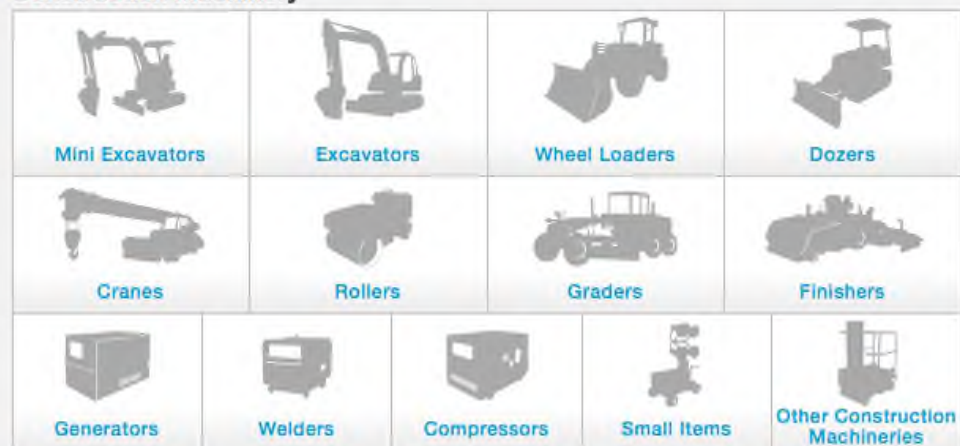 Mini Excavators
Excavators
Wheel Loaders
Dozers
Cranes
Rollers
Graders
Finishers
Generators
Welders
Compressors
Small Items
Other Construction
Machineries